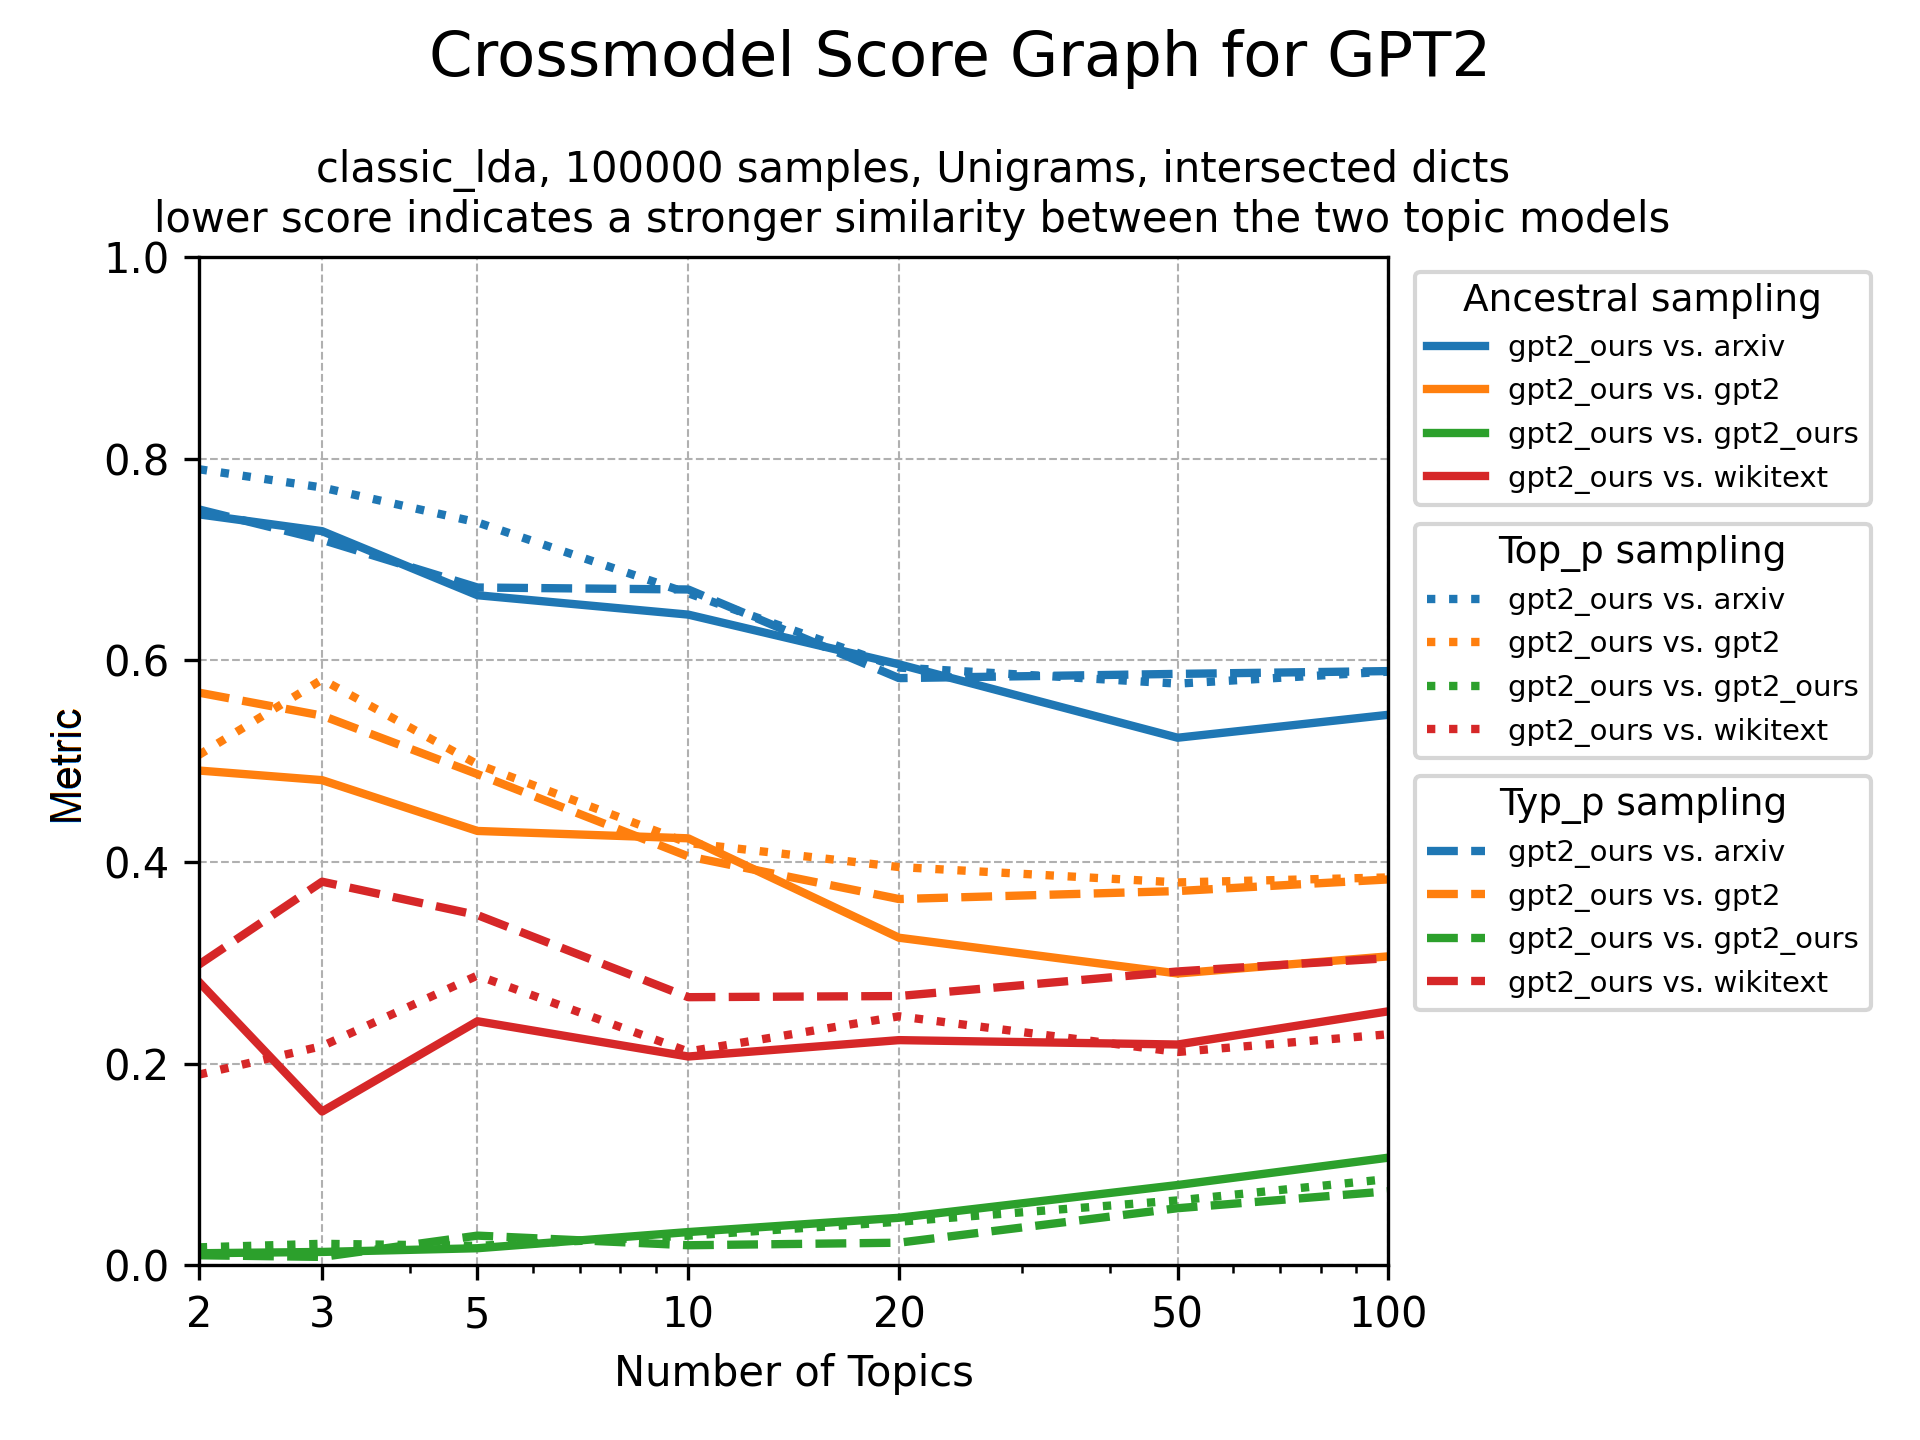 Crossmodel Score Graph for GPT2
classic_lda, 100000 samples, Unigrams, intersected dicts
lower score indicates a stronger similarity between the two topic models
1.0
0.8
0.6
0.4
0.2
0.0
Metric
2 3 5 10 20 50 100
Number of Topics
Ancestral sampling
gpt2_ours vs. arxiv
gpt2_ours vs. gpt2
gpt2_ours vs. gpt2_ours
gpt2_ours vs. wikitext
Top_p sampling
gpt2_ours vs. arxiv
gpt2_ours vs. gpt2
gpt2_ours vs. gpt2_ours
gpt2_ours vs. wikitext
Typ_p sampling
gpt2_ours vs. arxiv
gpt2_ours vs. gpt2
gpt2_ours vs. gpt2_ours
gpt2_ours vs. wikitext